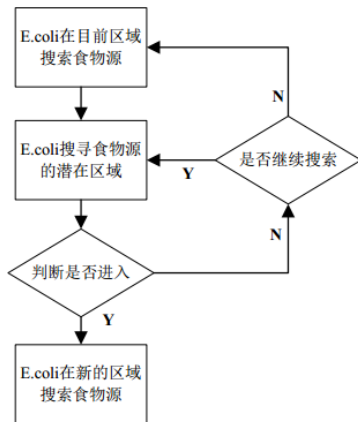 E.coli在目前区域
搜索食物源
N
E.coli搜寻食物源
的潜在区域
Y
是否继续搜索
判断是否进入
N
Y
E.coli在新的区域
搜索食物源